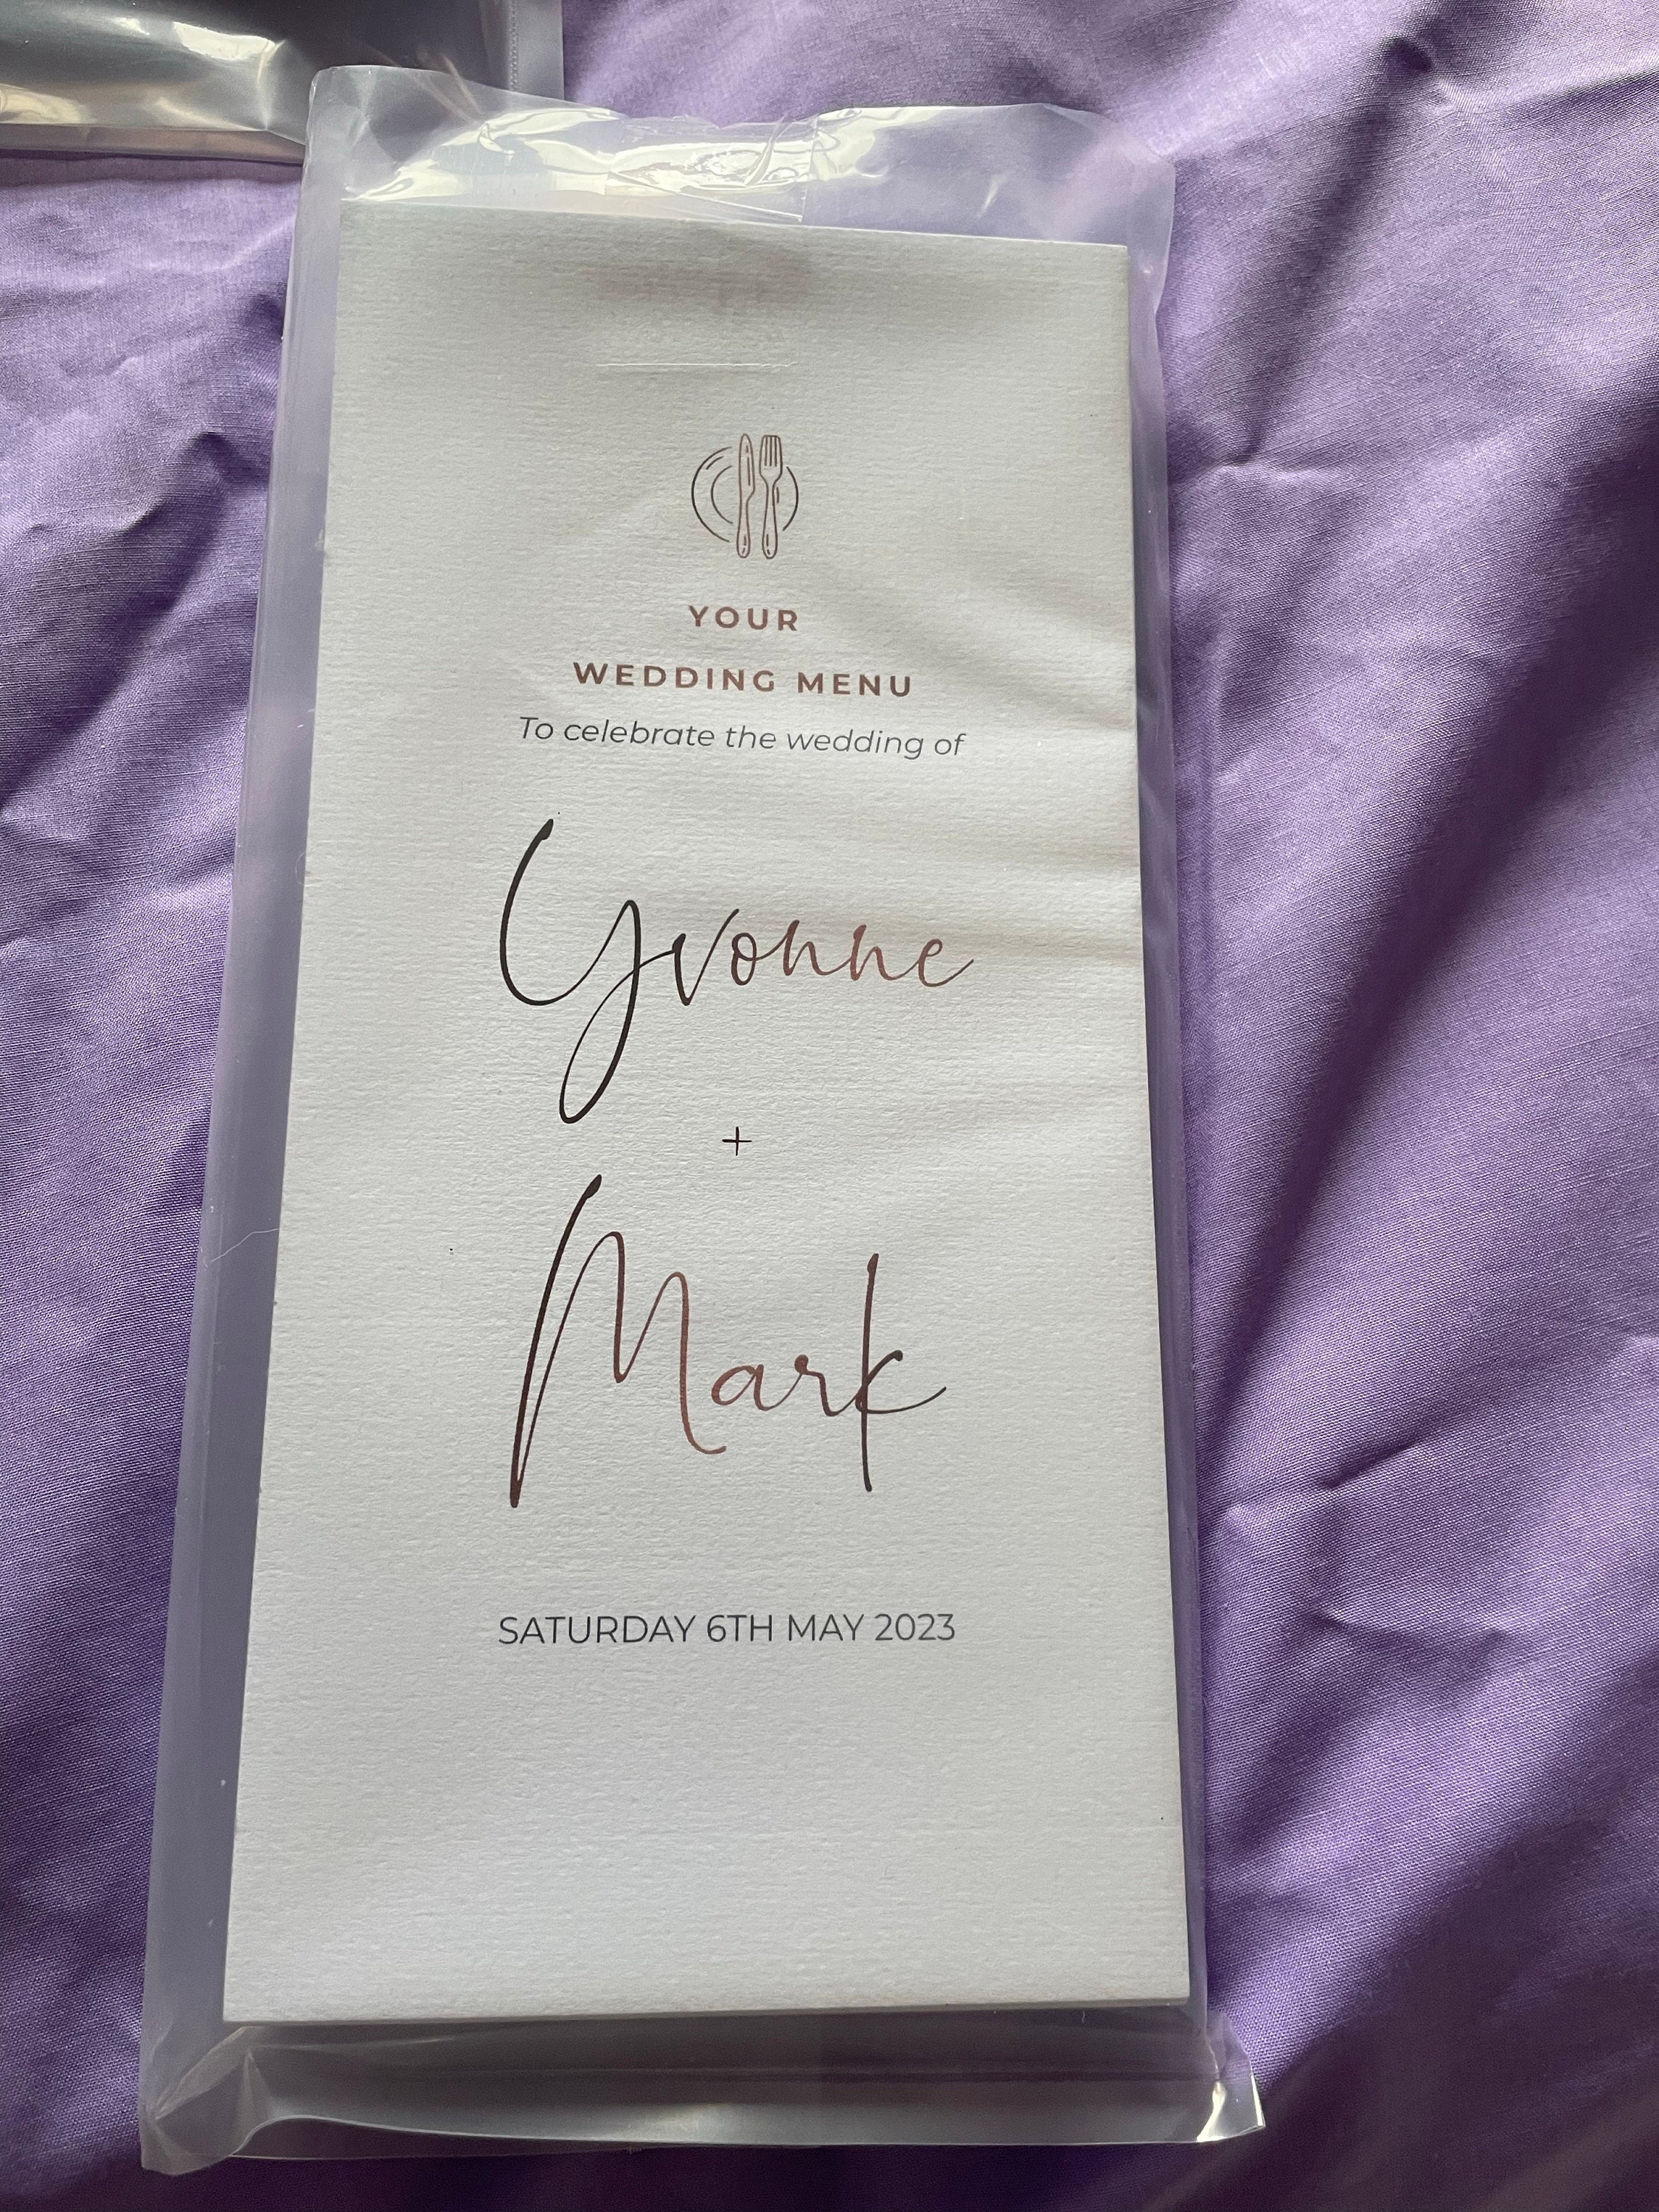 YOUR
WEDDING MENU
To celebrate the wedding of
Yvonne
+
Mark
SATURDAY 6TH MAY 2023